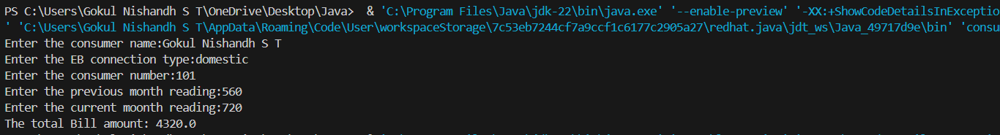 PS C:\Users\Gokul Nishandh S T\OneDrive\Desktop\Java>  & 'C:\Program Files\Java\jdk-22\bin\java.exe' '--enable-preview' '-XX:+ShowCodeDetailsInExceptio
' 'C:\Users\Gokul Nishandh S T\AppData\Roaming\Code\User\workspaceStorage\7c53eb7244cf7a9ccf1c6177c2905a27\redhat.java\jdt_ws\Java_49717d9e\bin' 'consu
Enter the consumer name:Gokul Nishandh S T
Enter the EB connection type:domestic
Enter the consumer number:101
Enter the previous month reading:560
Enter the current moonth reading:720
The total Bill amount: 4320.0